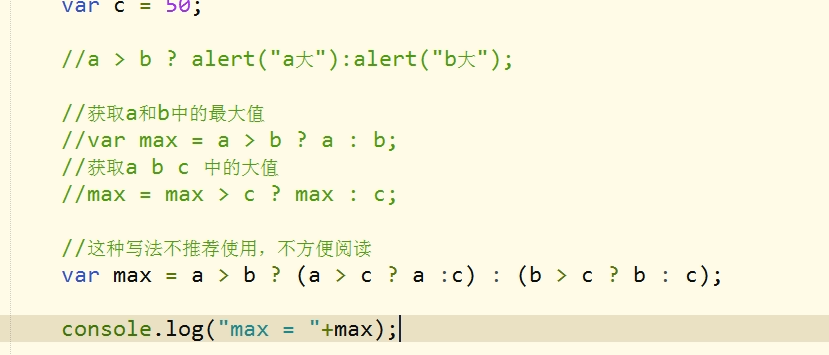 var c = 50;
//a > b ? alert("a大"):alert("b大");
//获取a和b中的最大值
//var max = a > b ? a : b;
//获取a b c 中的大值
//max = max > c ? max : c;
//这种写法不推荐使用，不方便阅读
var max = a > b ? (a > c ? a :c) : (b > c ? b : c);
console.log("max = "+max);